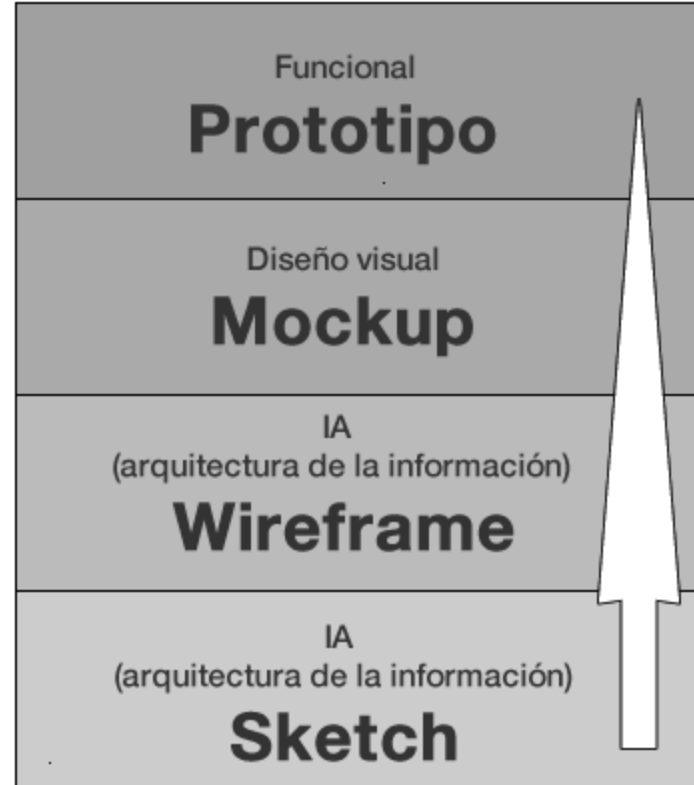 Funcional
Prototipo
Diseño visual
Mockup
IA
(arquitectura de la información)
Wireframe
IA
(arquitectura de la información)
Sketch